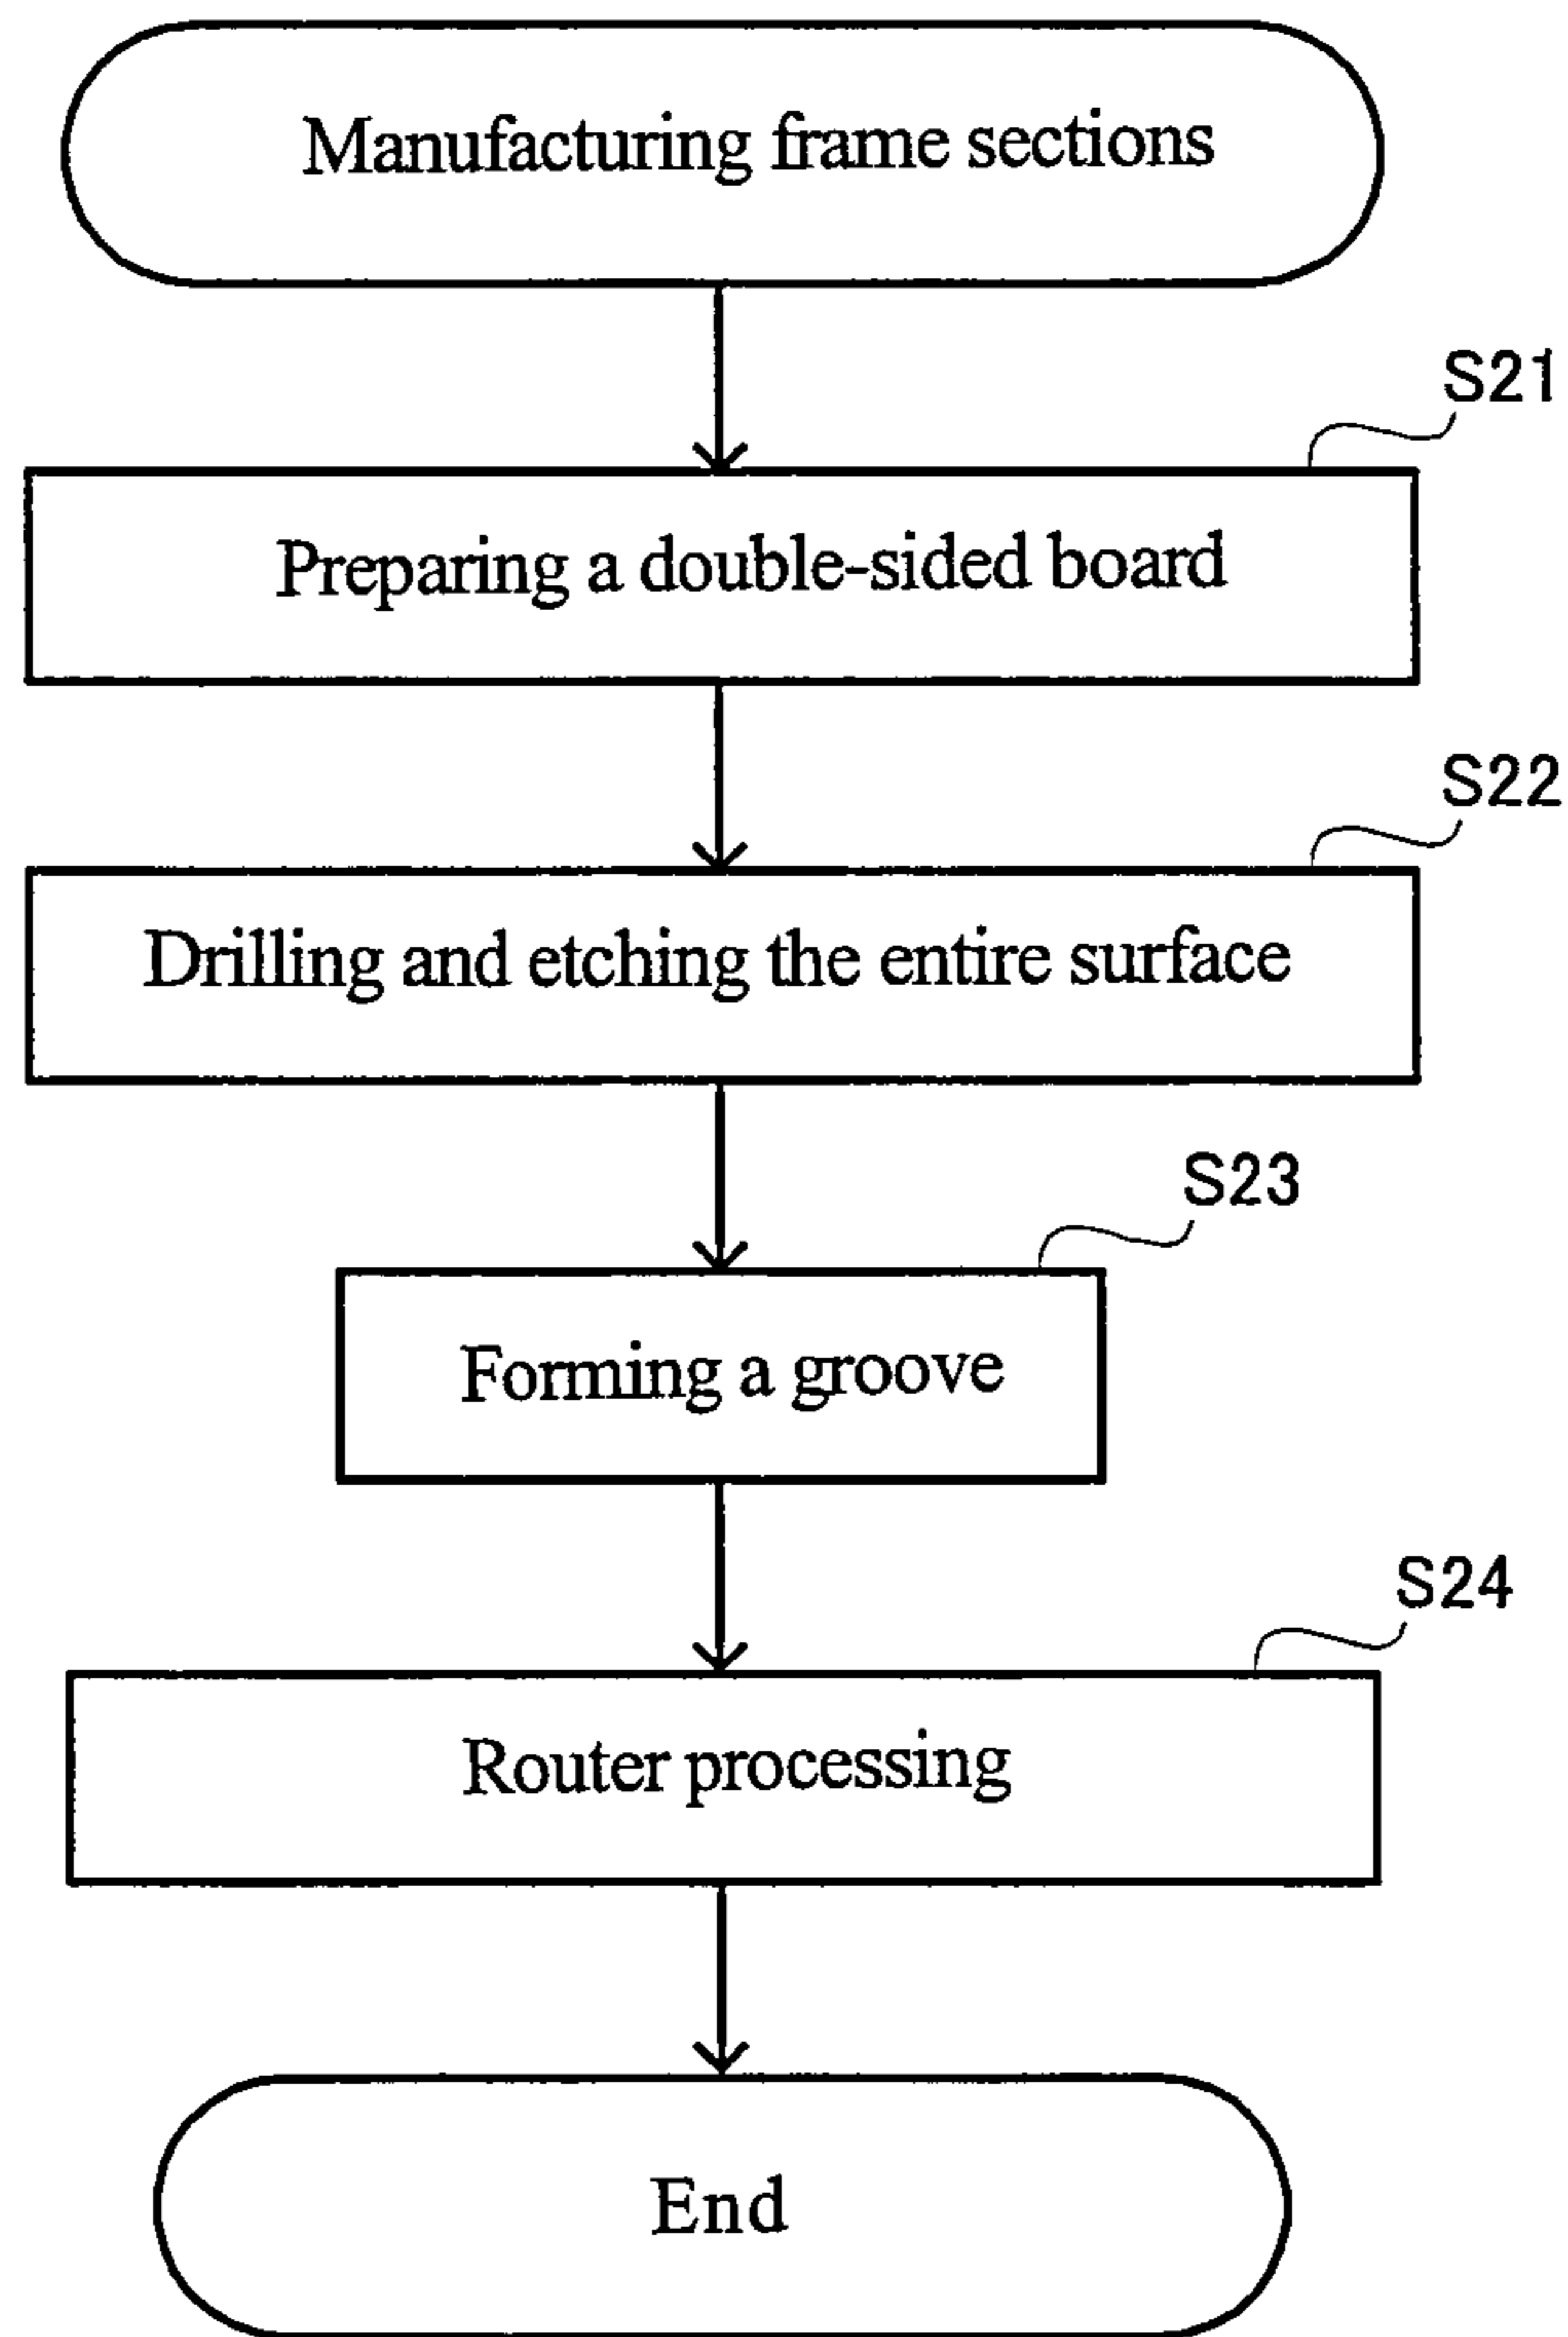 Manufacturing frame sections
S21
Preparing a double-sided board
S22
Drilling and etching the entire surface
S23
Forming a groove
S24
Router processing
End